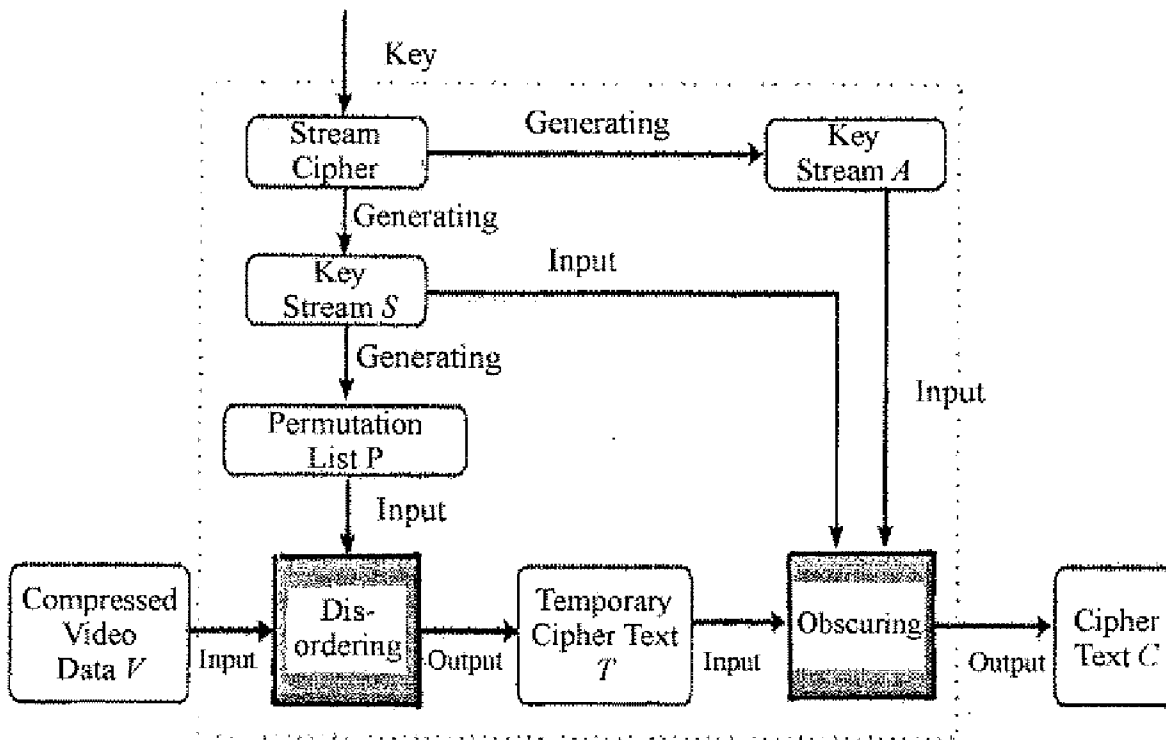 Key
Stream
Cipher
Generating
Key
Stream A
Generating
Key
Stream S
Input
Generating
Input
Permutation
List P
Input
Compressed
Video
Data V
Input
Dis-
ordering
Output
Temporary
Cipher Text
T
Input
Obscuring
Output
Cipher
Text C